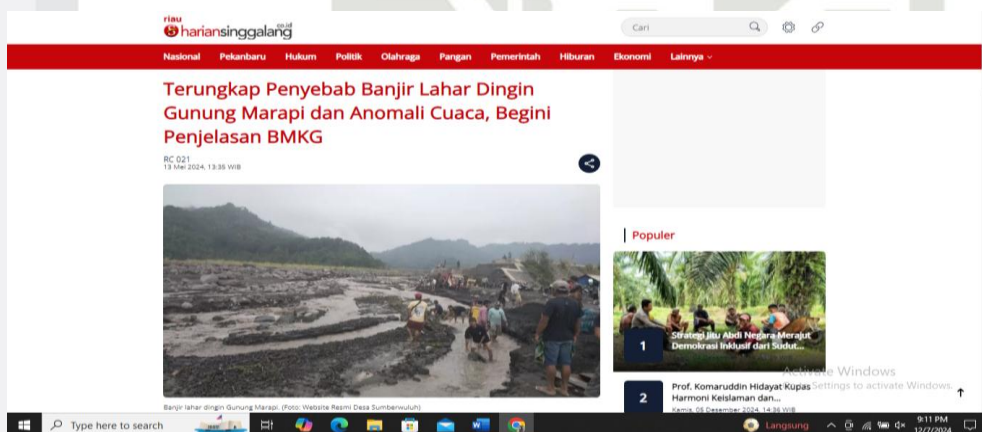 riau
hariansinggalang
.co.id
Cari
Nasional Pekanbaru Hukum Politik Olahraga Pangan Pemerintah Hiburan Ekonomi Lainnya
Terungkap Penyebab Banjir Lahar Dingin
Gunung Marapi dan Anomali Cuaca, Begini
Penjelasan BMKG
RC 021
13 Mei 2024, 13:35 WIB
Banjir lahar dingin Gunung Marapi. (Foto: Website Resmi Desa Sumberwuluh)
Populer
1
Strategi Jitu Abdi Negara Merajut
Demokrasi Inklusif dari Sudut...
2
Prof. Komaruddin Hidayat Kupas
Harmoni Keislaman dan...
Kamis, 05 Desember 2024, 14:36 WIB
Activate Windows
Settings to activate Windows.
Type here to search
Langsung
9:11 PM
12/7/2024